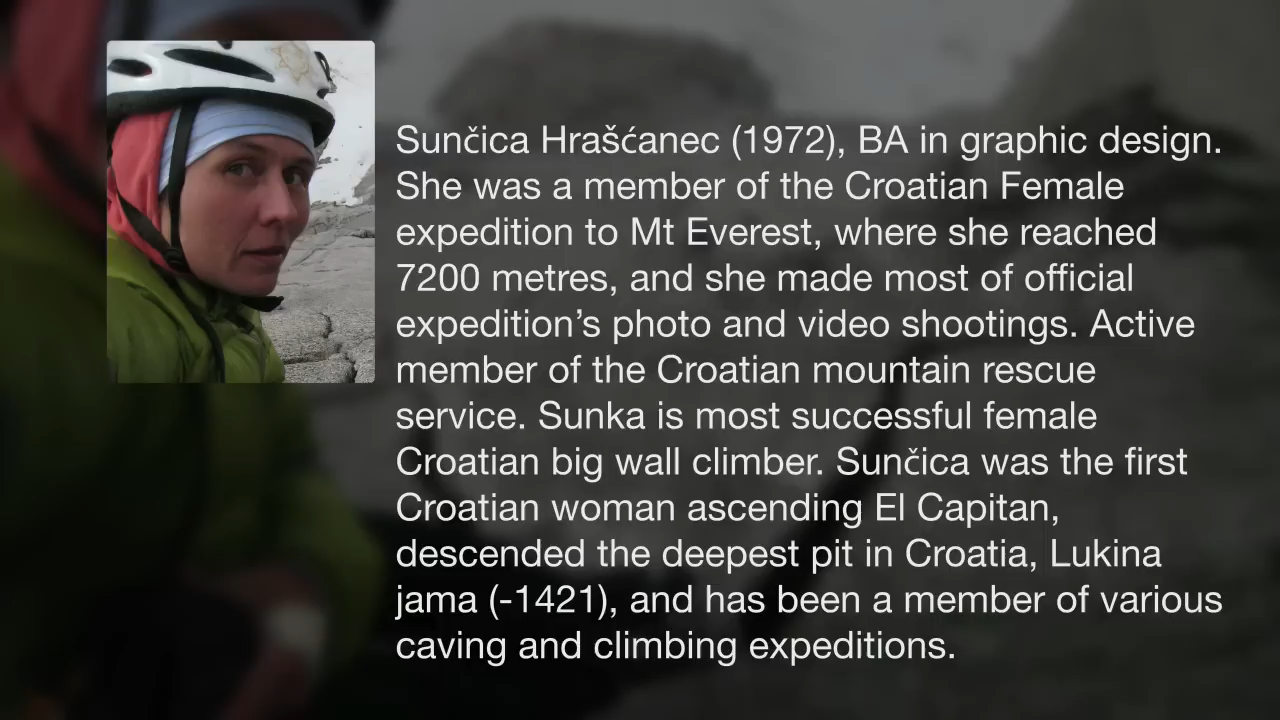 Sunčica Hrašćanec (1972), BA in graphic design.
She was a member of the Croatian Female
expedition to Mt Everest, where she reached
7200 metres, and she made most of official
expedition’s photo and video shootings. Active
member of the Croatian mountain rescue
service. Sunka is most successful female
Croatian big wall climber. Sunčica was the first
Croatian woman ascending El Capitan,
descended the deepest pit in Croatia, Lukina
jama (-1421), and has been a member of various
caving and climbing expeditions.